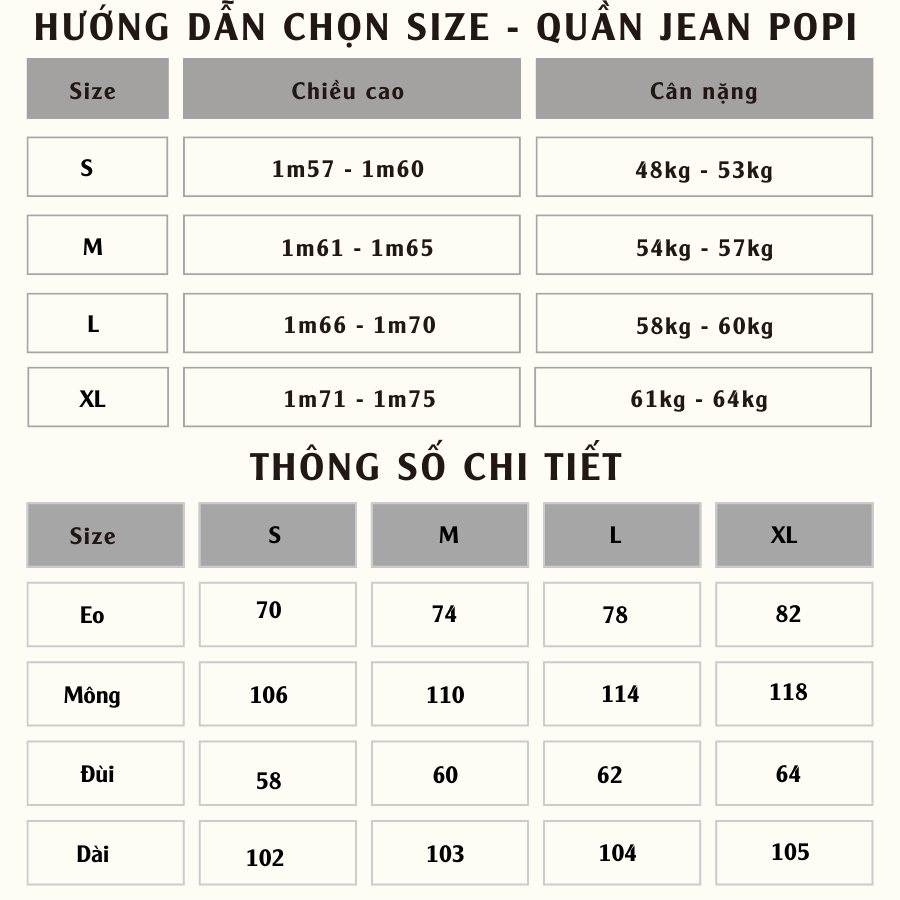 HƯỚNG DẪN CHỌN SIZE - QUẦN JEAN POPI
Size Chiều cao Cân nặng
S 1m57 - 1m60 48kg - 53kg
M 1m61 - 1m65 54kg - 57kg
L 1m66 - 1m70 58kg - 60kg
XL 1m71 - 1m75 61kg - 64kg
THÔNG SỐ CHI TIẾT
Size S M L XL
Eo 70 74 78 82
Mông 106 110 114 118
Đùi 58 60 62 64
Dài 102 103 104 105